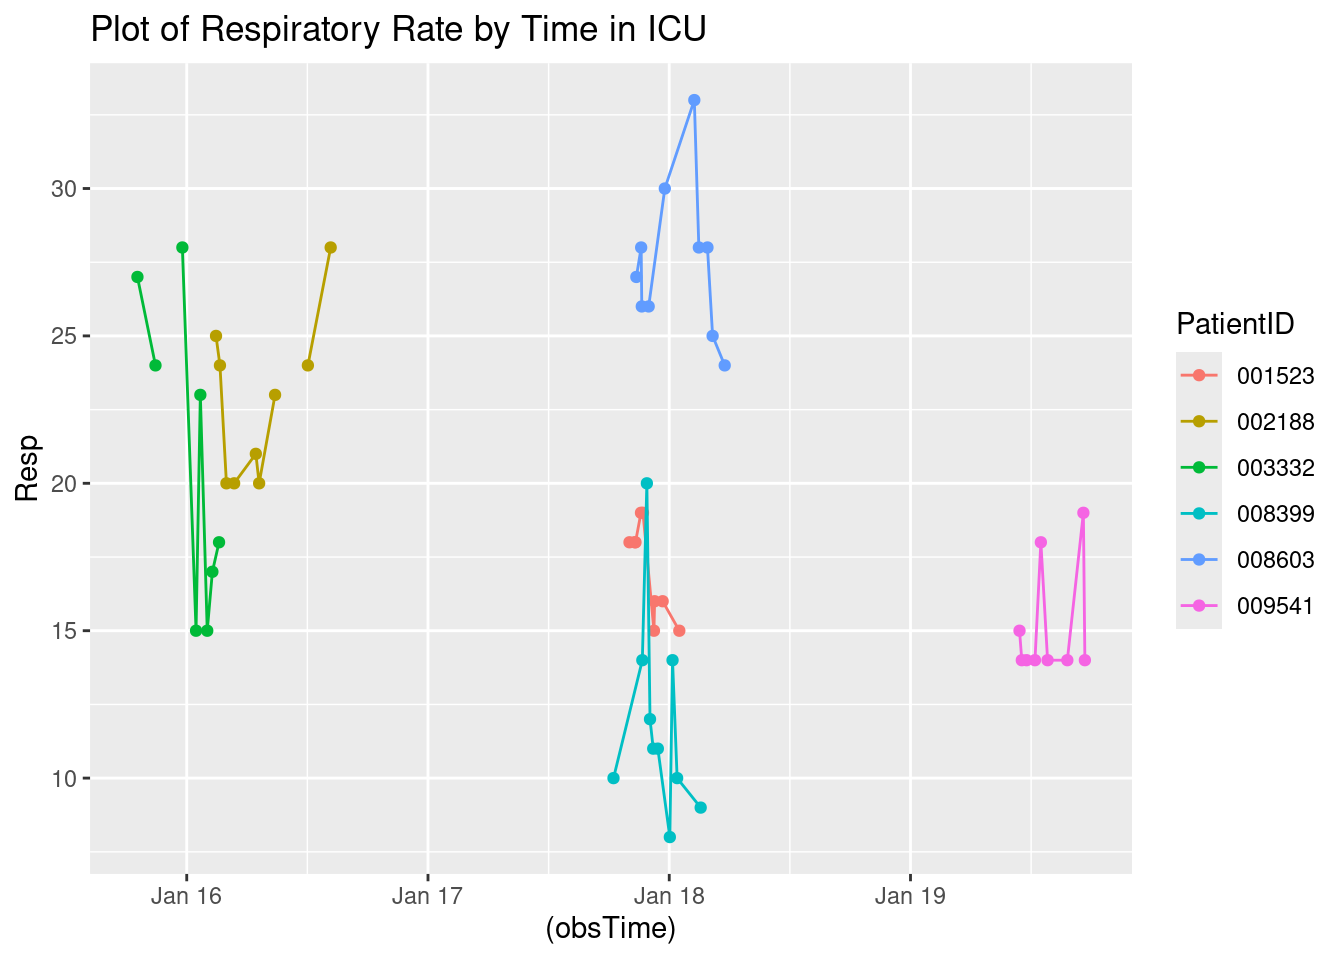 Plot of Respiratory Rate by Time in ICU
Resp
30
25
20
15
10
Jan 16
Jan 17
Jan 18
Jan 19
(obsTime)
PatientID
001523
002188
003332
008399
008603
009541